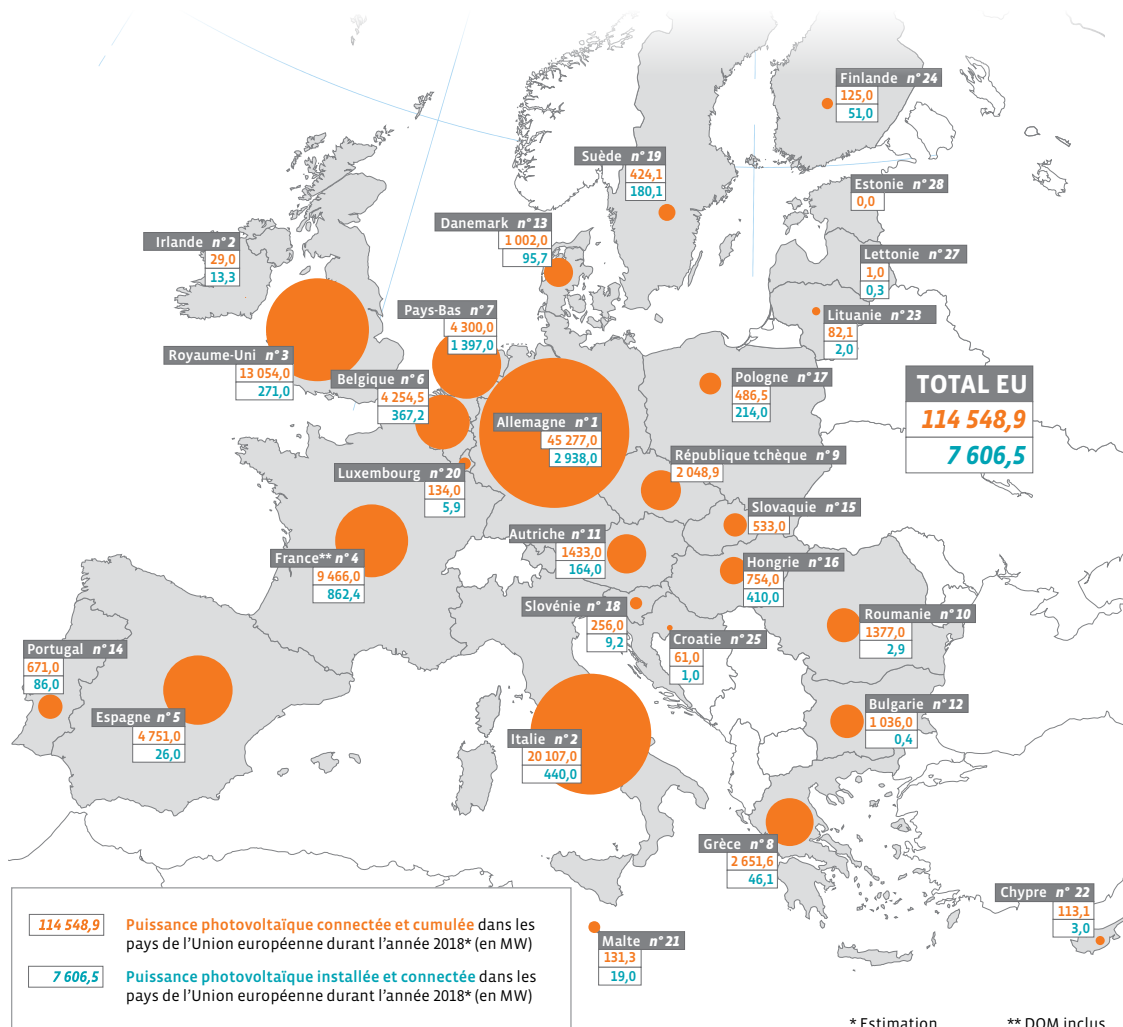 Finlande n° 24
125,0
51,0
Suède n° 19
424,1
180,1
Estonie n° 28
0,0
Danemark n° 13
1 002,0
95,7
Irlande n° 2
29,0
13,3
Lettonie n° 27
1,0
0,3
Pays-Bas n° 7
4 300,0
1 397,0
Lituanie n° 23
82,1
2,0
Royaume-Uni n° 3
13 054,0
271,0
Belgique n° 6
4 254,5
367,2
Pologne n° 17
486,5
214,0
TOTAL EU
114 548,9
7 606,5
Allemagne n° 1
45 277,0
2 938,0
République tchèque n° 9
2 048,9
Luxembourg n° 20
134,0
5,9
Slovaquie n° 15
533,0
Autriche n° 11
1433,0
164,0
France** n° 4
9 466,0
862,4
Hongrie n° 16
754,0
410,0
Slovénie n° 18
256,0
9,2
Roumanie n° 10
1377,0
2,9
Croatie n° 25
61,0
1,0
Portugal n° 14
671,0
86,0
Espagne n° 5
4 751,0
26,0
Bulgarie n° 12
1 036,0
0,4
Italie n° 2
20 107,0
440,0
Grèce n° 8
2 651,6
46,1
Chypre n° 22
113,1
3,0
Malte n° 21
131,3
19,0
114 548,9 Puissance photovoltaïque connectée et cumulée dans les
pays de l'Union européenne durant l'année 2018* (en MW)
7 606,5 Puissance photovoltaïque installée et connectée dans les
pays de l'Union européenne durant l'année 2018* (en MW)
* Estimation ** DOM inclus